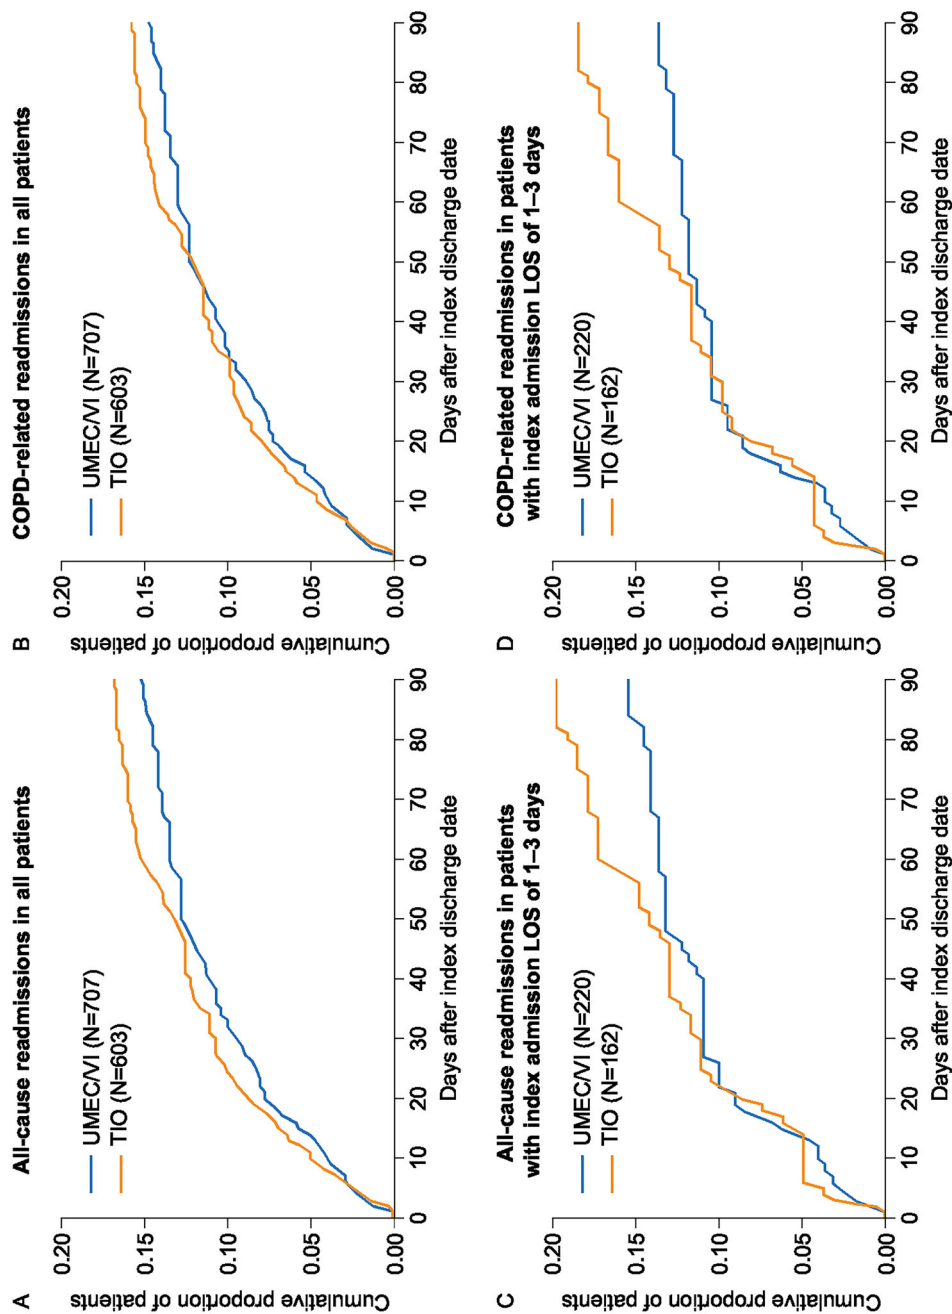 A
All-cause readmissions in all patients
UMEC/VI (N=707)
TIO (N=603)
Cumulative proportion of patients
0.20
0.15
0.10
0.05
0.00
0 10 20 30 40 50 60 70 80 90
Days after index discharge date
B
COPD-related readmissions in all patients
UMEC/VI (N=707)
TIO (N=603)
Cumulative proportion of patients
0.20
0.15
0.10
0.05
0.00
0 10 20 30 40 50 60 70 80 90
Days after index discharge date
C
All-cause readmissions in patients
with index admission LOS of 1–3 days
UMEC/VI (N=220)
TIO (N=162)
Cumulative proportion of patients
0.20
0.15
0.10
0.05
0.00
0 10 20 30 40 50 60 70 80 90
Days after index discharge date
D
COPD-related readmissions in patients
with index admission LOS of 1–3 days
UMEC/VI (N=220)
TIO (N=162)
Cumulative proportion of patients
0.20
0.15
0.10
0.05
0.00
0 10 20 30 40 50 60 70 80 90
Days after index discharge date